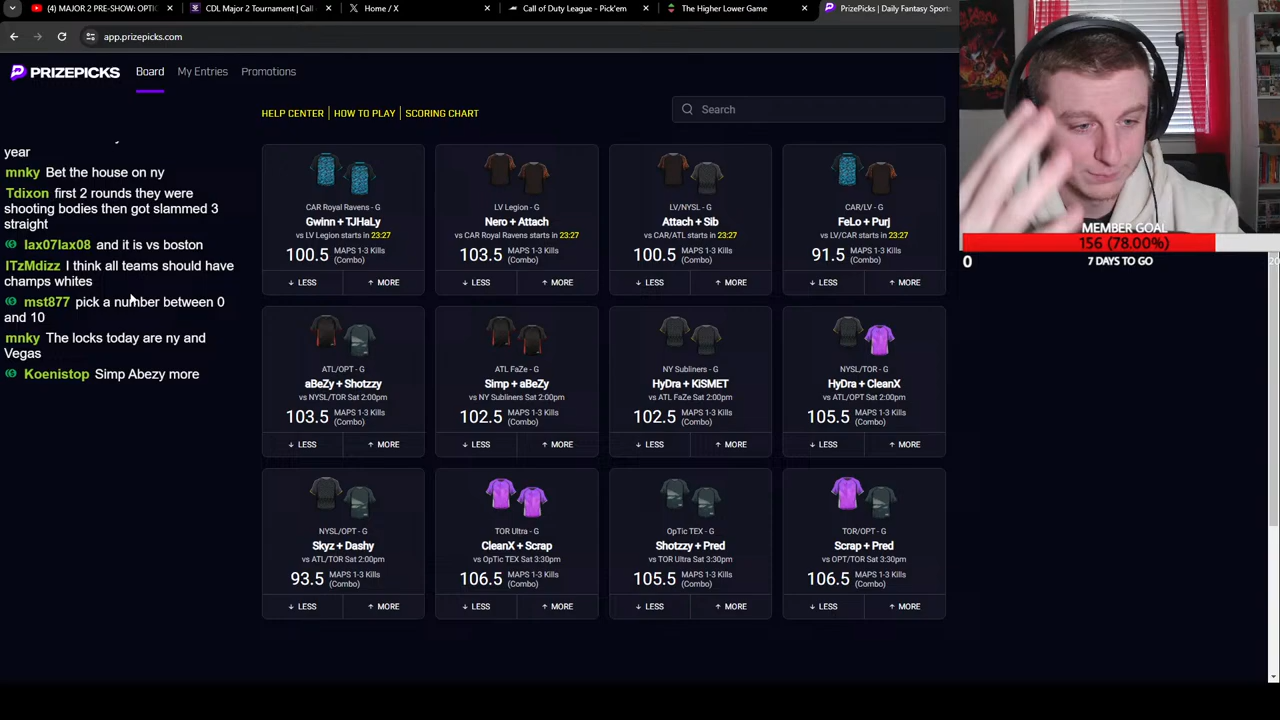 (4) MAJOR 2 PRE-SHOW: OPTIC
CDL Major 2 Tournament | Call
Home / X
Call of Duty League - Pick'em
The Higher Lower Game
PrizePicks | Daily Fantasy Sports
app.prizepicks.com
PRIZEPICKS
Board
My Entries
Promotions
HELP CENTER
HOW TO PLAY
SCORING CHART
Search
year
mnky Bet the house on ny
Tdixon first 2 rounds they were
shooting bodies then got slammed 3
straight
lax07lax08 and it is vs boston
ITzMdizz I think all teams should have
champs whites
mst877 pick a number between 0
and 10
mnky The locks today are ny and
Vegas
Koenistop Simp Abezy more
CAR Royal Ravens - G
Gwinn + TJHaLy
vs LV Legion starts in 23:27
100.5 MAPS 1-3 Kills
(Combo)
↓ LESS ↑ MORE
LV Legion - G
Nero + Attach
vs CAR Royal Ravens starts in 23:27
103.5 MAPS 1-3 Kills
(Combo)
↓ LESS ↑ MORE
LV/NYSL - G
Attach + Sib
vs CAR/ATL starts in 23:27
100.5 MAPS 1-3 Kills
(Combo)
↓ LESS ↑ MORE
CAR/LV - G
FeLo + Purj
vs LV/CAR starts in 23:27
91.5 MAPS 1-3 Kills
(Combo)
↓ LESS ↑ MORE
ATL/OPT - G
aBeZy + Shotzzy
vs NYSL/TOR Sat 2:00pm
103.5 MAPS 1-3 Kills
(Combo)
↓ LESS ↑ MORE
ATL FaZe - G
Simp + aBeZy
vs NY Subliners Sat 2:00pm
102.5 MAPS 1-3 Kills
(Combo)
↓ LESS ↑ MORE
NY Subliners - G
HyDra + KiSMET
vs ATL FaZe Sat 2:00pm
102.5 MAPS 1-3 Kills
(Combo)
↓ LESS ↑ MORE
NYSL/TOR - G
HyDra + CleanX
vs ATL/OPT Sat 2:00pm
105.5 MAPS 1-3 Kills
(Combo)
↓ LESS ↑ MORE
NYSL/OPT - G
Skyz + Dashy
vs ATL/TOR Sat 2:00pm
93.5 MAPS 1-3 Kills
(Combo)
↓ LESS ↑ MORE
TOR Ultra - G
CleanX + Scrap
vs OpTic TEX Sat 3:30pm
106.5 MAPS 1-3 Kills
(Combo)
↓ LESS ↑ MORE
OpTic TEX - G
Shotzzy + Pred
vs TOR Ultra Sat 3:30pm
105.5 MAPS 1-3 Kills
(Combo)
↓ LESS ↑ MORE
TOR/OPT - G
Scrap + Pred
vs OPT/TOR Sat 3:30pm
106.5 MAPS 1-3 Kills
(Combo)
↓ LESS ↑ MORE
MEMBER GOAL
156 (78.00%)
0
7 DAYS TO GO